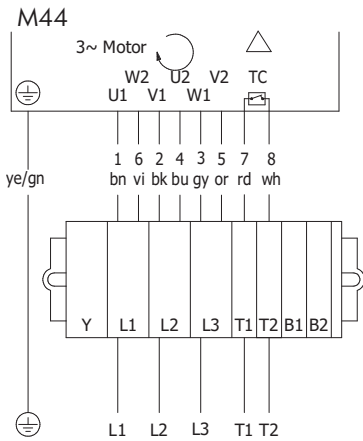 M44
3~ Motor
W2 U2 V2 TC
U1 V1 W1
1 6 2 4 3 5 7 8
ye/gn bn vi bk bu gy or rd wh
Y L1 L2 L3 T1 T2 B1 B2
L1 L2 L3 T1 T2